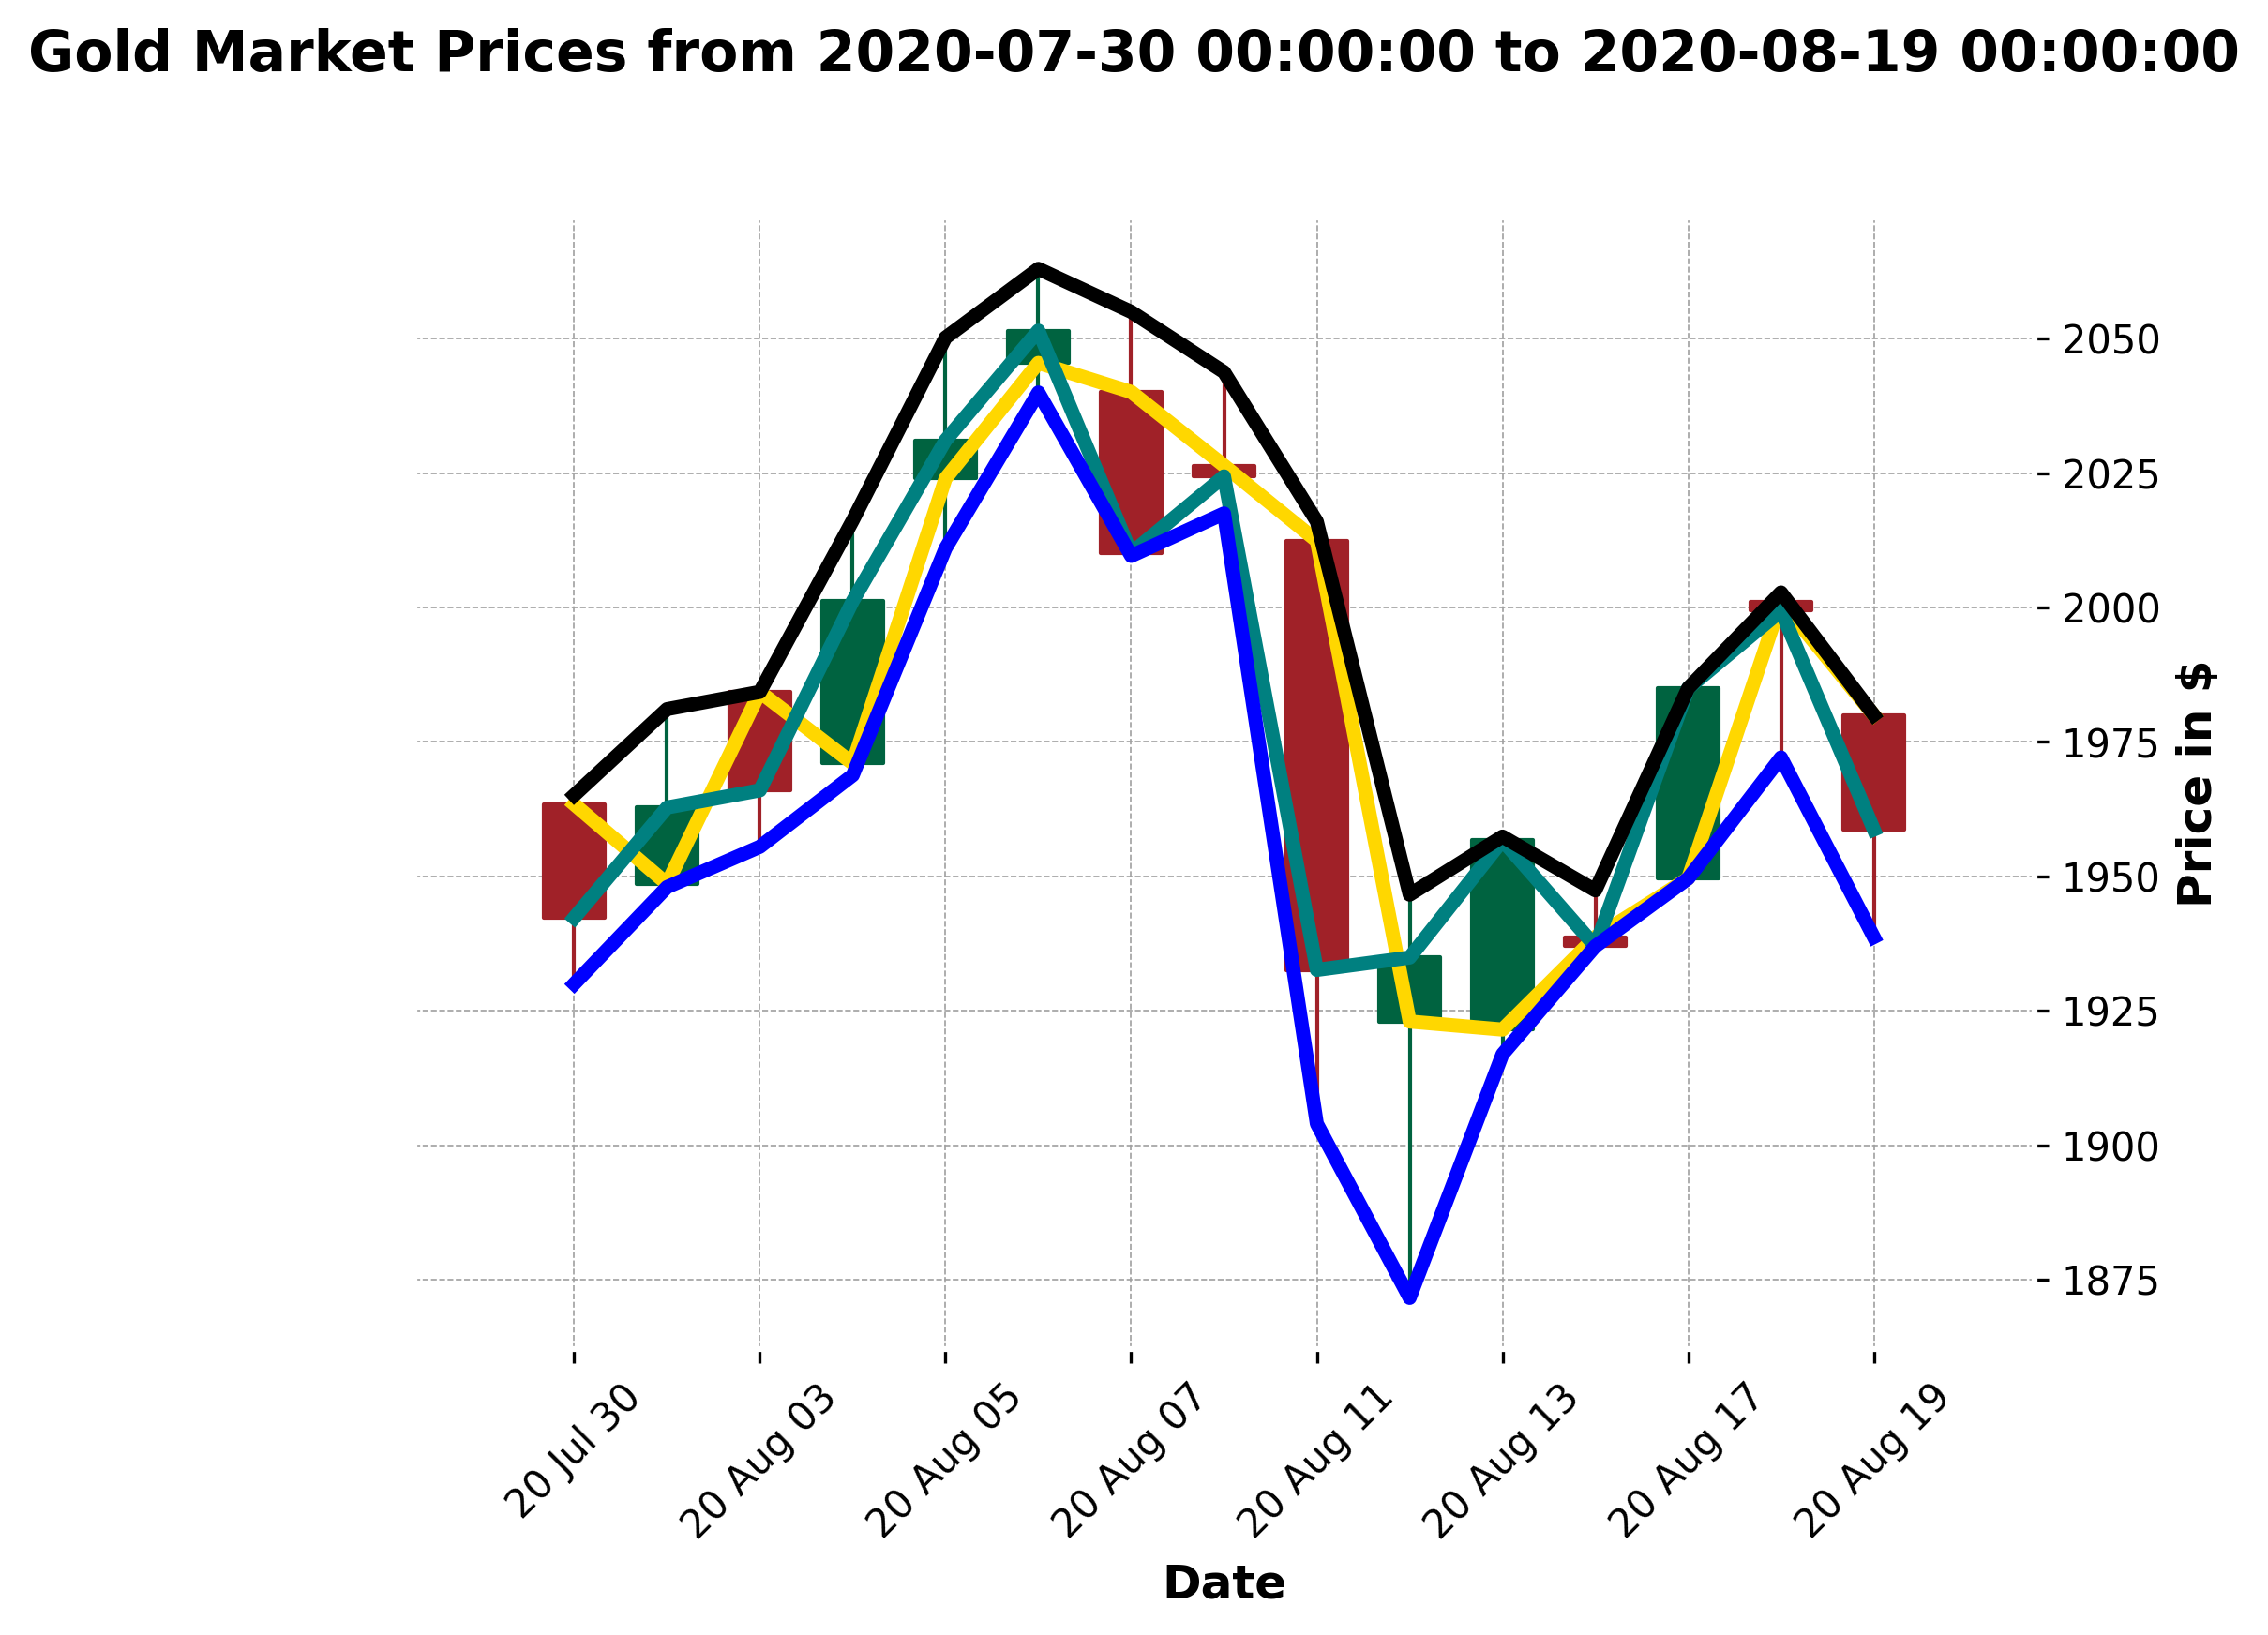 Gold Market Prices from 2020-07-30 00:00:00 to 2020-08-19 00:00:00
2050
2025
2000
1975
1950
1925
1900
1875
Price in $
20 Jul 30
20 Aug 03
20 Aug 05
20 Aug 07
20 Aug 11
20 Aug 13
20 Aug 17
20 Aug 19
Date